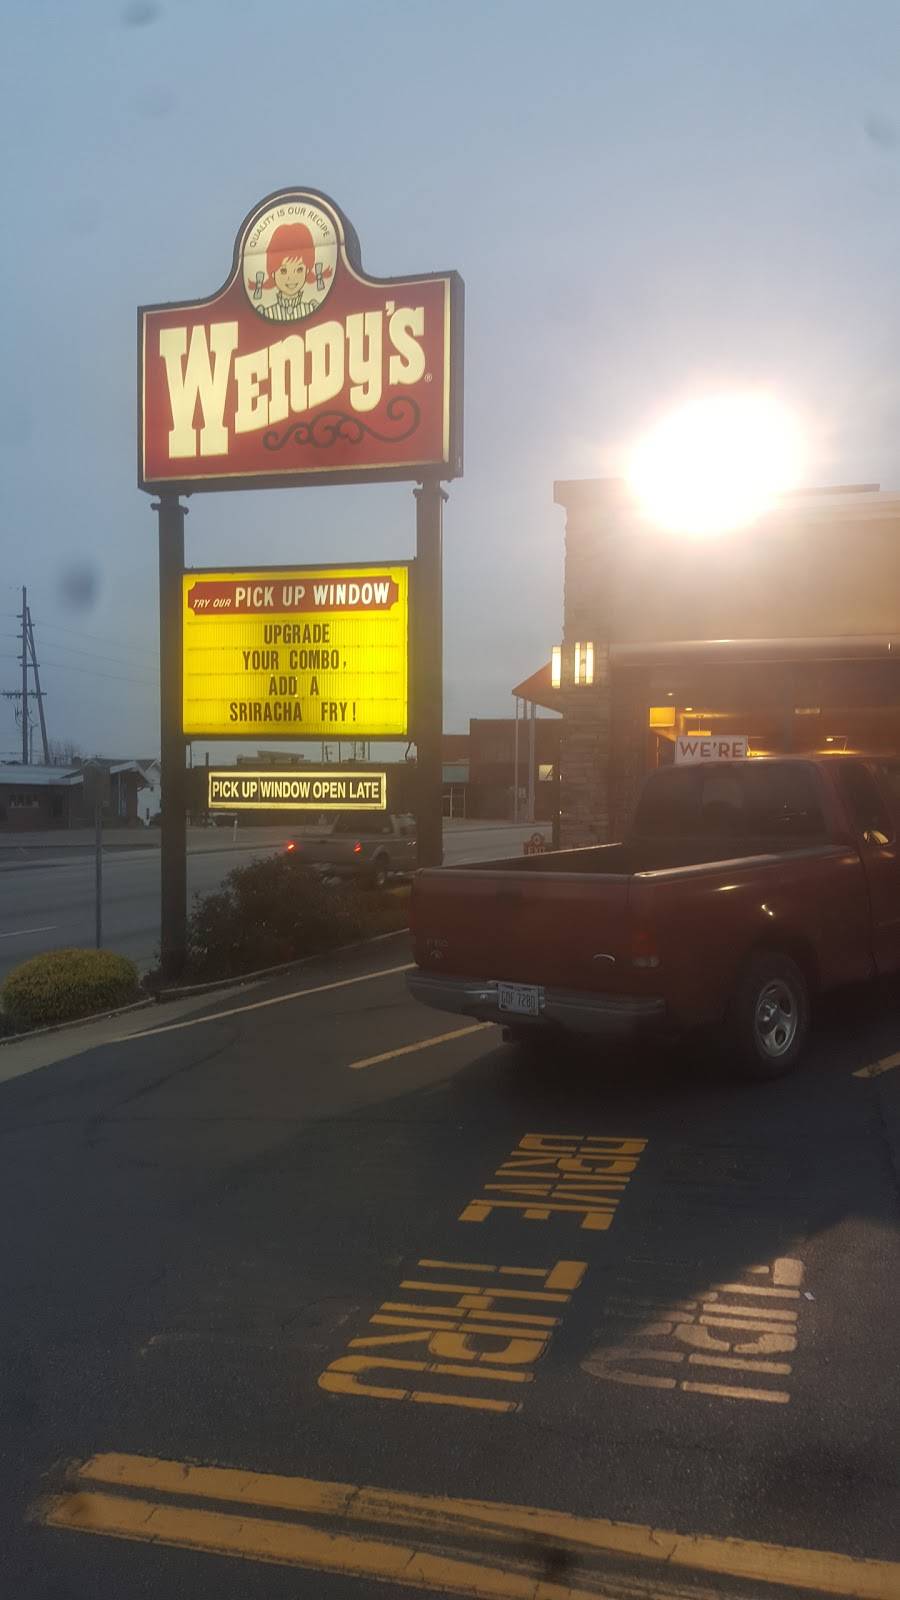 QUALITY IS OUR RECIPE
WENDY'S
®
TRY OUR PICK UP WINDOW
UPGRADE
YOUR COMBO,
ADD A
SRIRACHA FRY!
PICK UP WINDOW OPEN LATE
WE'RE
DRIVE
THRU
THRU